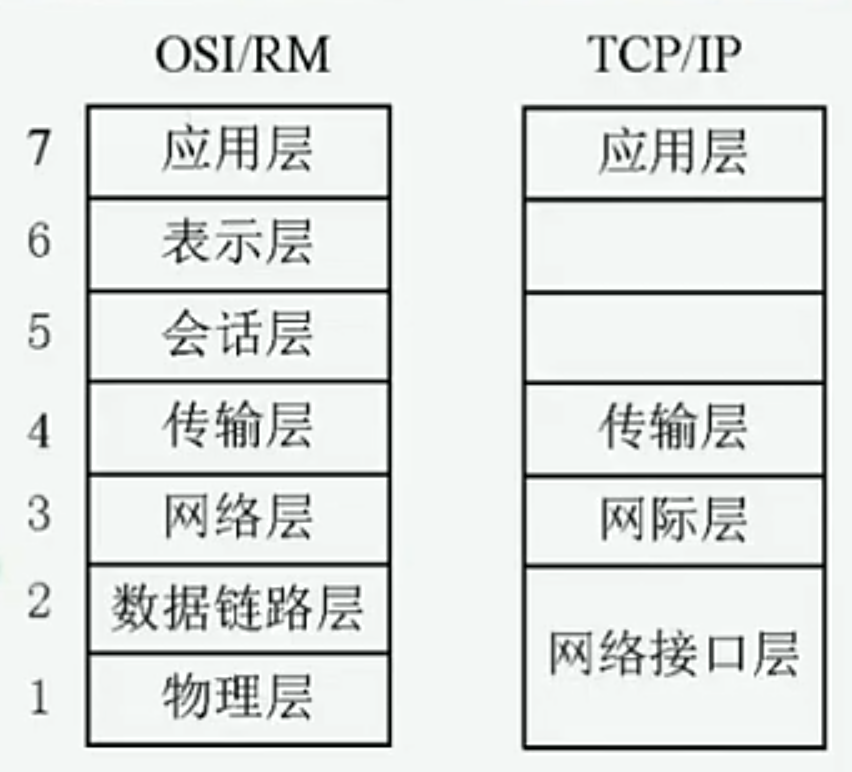 OSI/RM TCP/IP
7 应用层 应用层
6 表示层
5 会话层
4 传输层 传输层
3 网络层 网际层
2 数据链路层
网络接口层
1 物理层